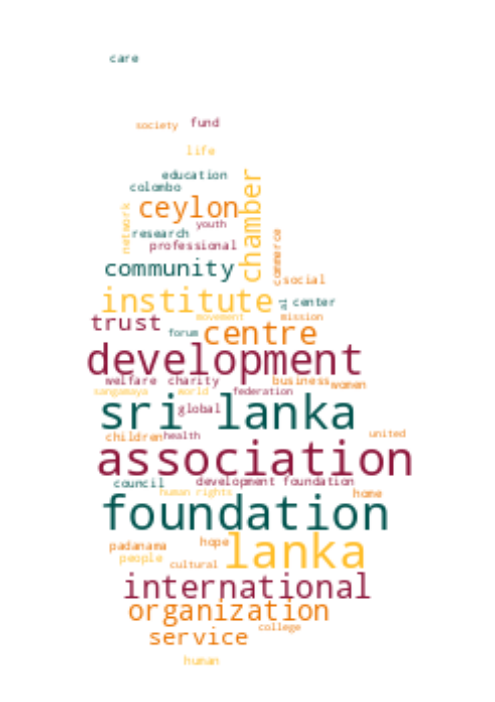 care
society fund
life
education
colombo
chamber
ceylon
network
youth
research
commerce
professional
community
social
institute
center
trust
movement
mission
forum
centre
development
welfare charity
business women
sangamaya
world
federation
sri lanka
global
children health
united
association
council
development foundation
human rights
home
foundation
padanama
hope
lanka
people
cultural
international
organization
college
service
human